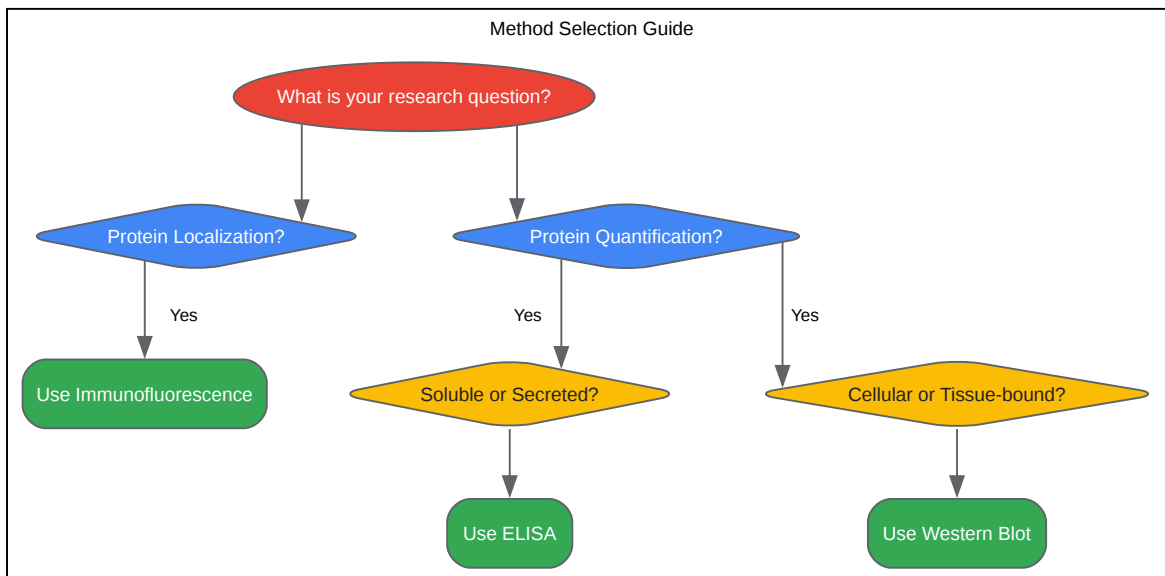 Method Selection Guide
What is your research question?
Protein Localization?
Protein Quantification?
Yes
Yes
Yes
Use Immunofluorescence
Soluble or Secreted?
Cellular or Tissue-bound?
Use ELISA
Use Western Blot